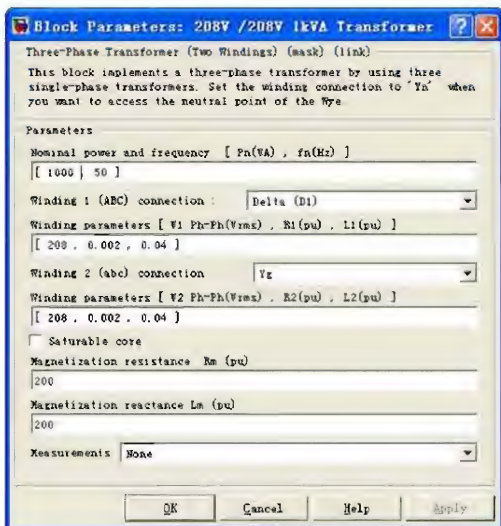 Block Parameters: 208V /208V 1kVA Transformer
Three-Phase Transformer (Two Windings) (mask) (link)
This block implements a three-phase transformer by using three
single-phase transformers. Set the winding connection to 'Yn' when
you want to access the neutral point of the Wye
Parameters
Nominal power and frequency [ Pn(VA) , fn(Hz) ]
[ 1000 50 ]
Winding 1 (ABC) connection :
Delta (D1)
Winding parameters [ V1 Ph-Ph(Vrms) , R1(pu) , L1(pu) ]
[ 208 , 0.002 , 0.04 ]
Winding 2 (abc) connection
Yg
Winding parameters [ V2 Ph-Ph(Vrms) , R2(pu) , L2(pu) ]
[ 208 , 0.002 , 0.04 ]
Saturable core
Magnetization resistance Rm (pu)
200
Magnetization reactance Lm (pu)
200
Measurements None
OK Cancel Help Apply